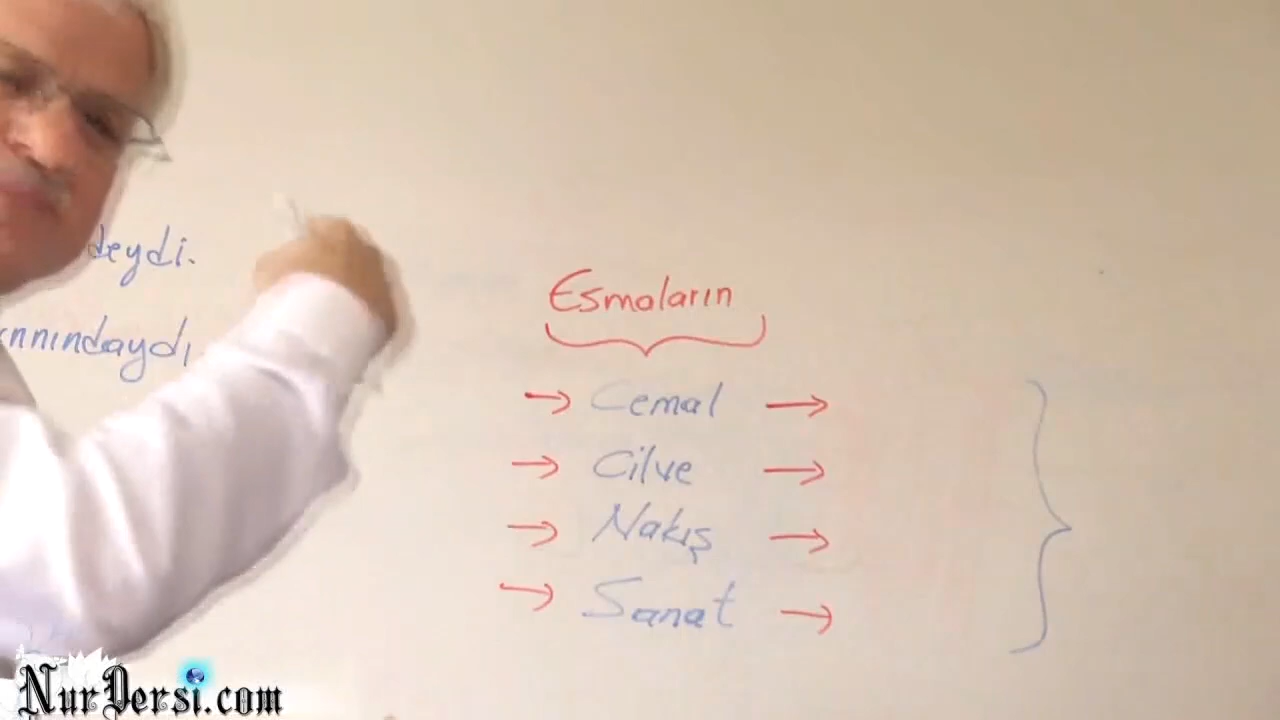 deydi.
nnındaydı
Esmaların
→ Cemal →
→ Cilve →
→ Nakış →
→ Sanat →
NurDersi.com